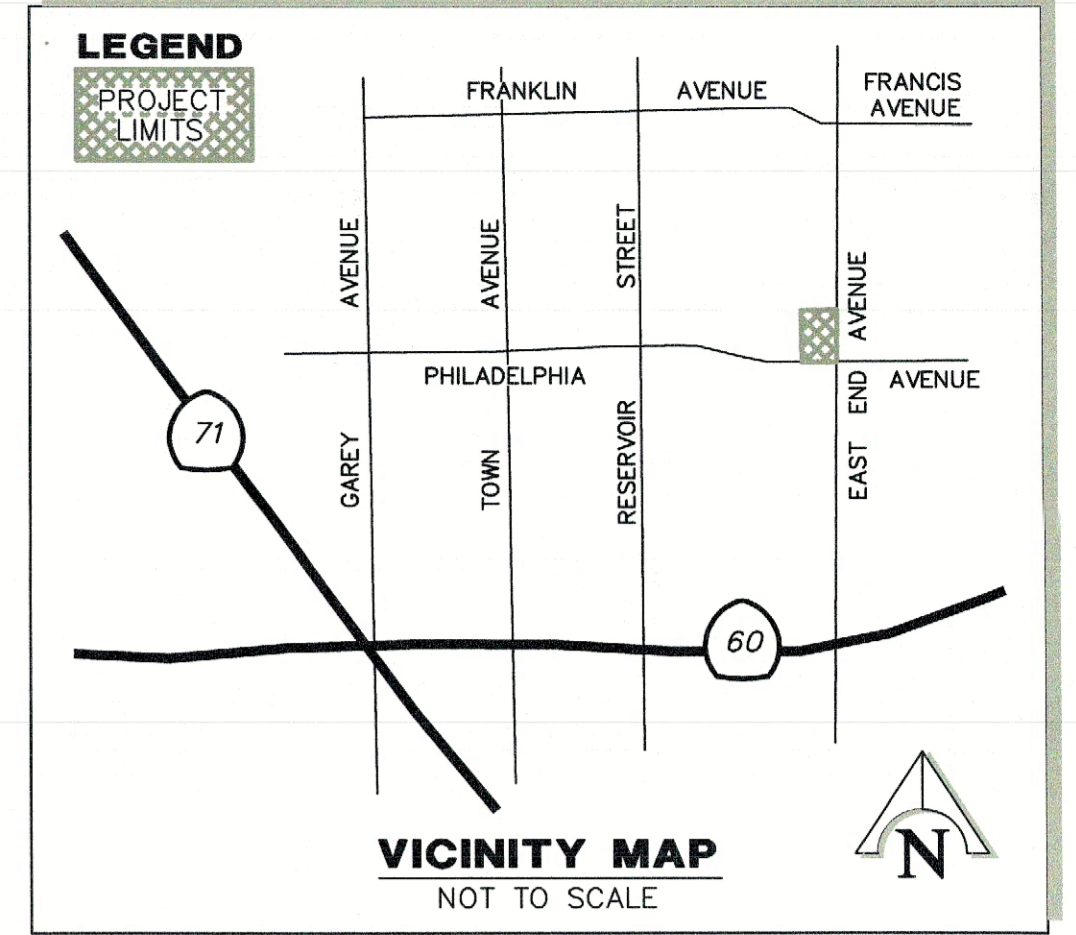 LEGEND
PROJECT
LIMITS
FRANKLIN AVENUE
FRANCIS
AVENUE
GAREY AVENUE
TOWN AVENUE
RESERVOIR STREET
EAST END AVENUE
PHILADELPHIA AVENUE
71
60
VICINITY MAP
NOT TO SCALE
N